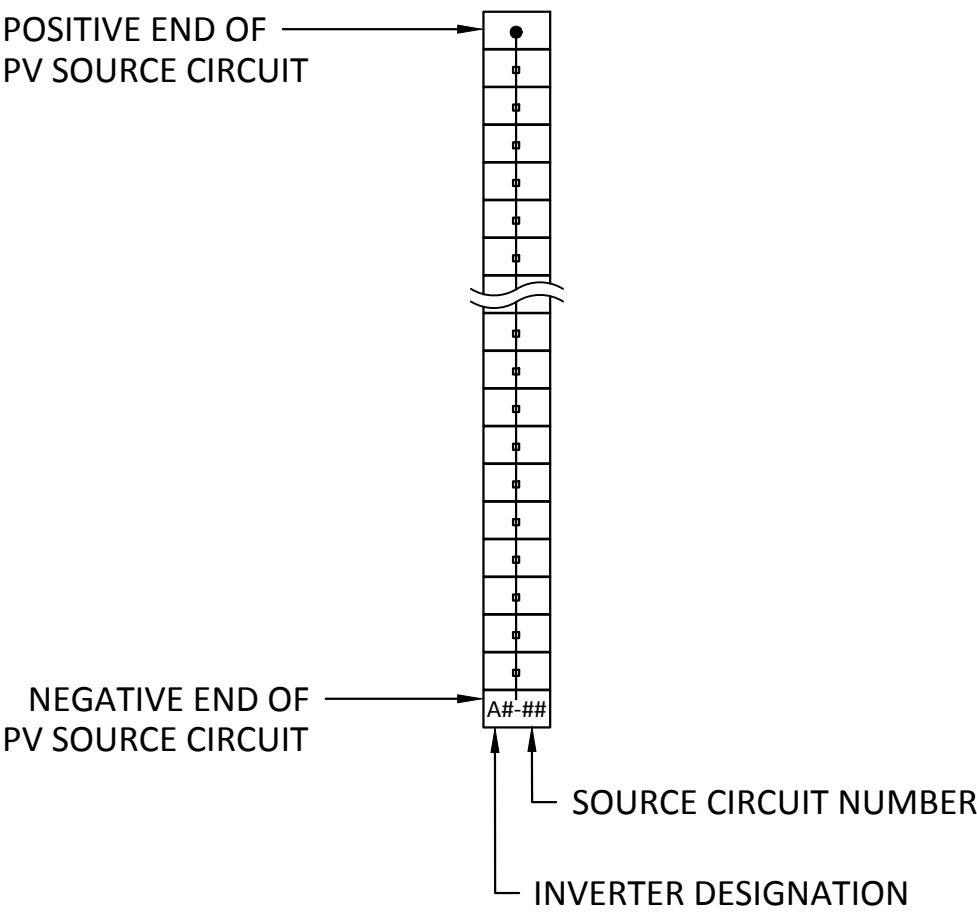 POSITIVE END OF
PV SOURCE CIRCUIT
NEGATIVE END OF
PV SOURCE CIRCUIT
A#-##
SOURCE CIRCUIT NUMBER
INVERTER DESIGNATION